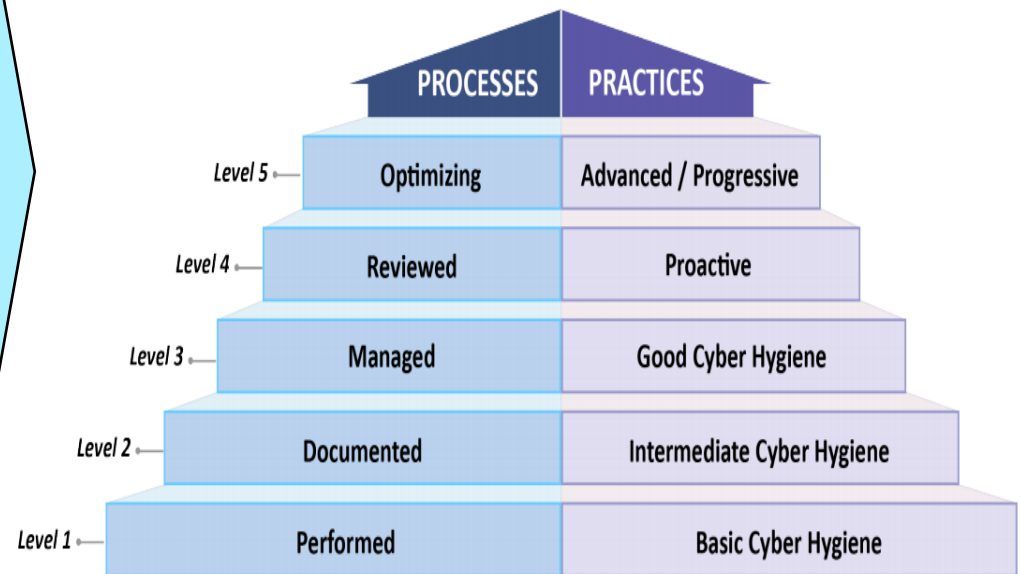 PROCESSES PRACTICES
Level 5 Optimizing Advanced / Progressive
Level 4 Reviewed Proactive
Level 3 Managed Good Cyber Hygiene
Level 2 Documented Intermediate Cyber Hygiene
Level 1 Performed Basic Cyber Hygiene